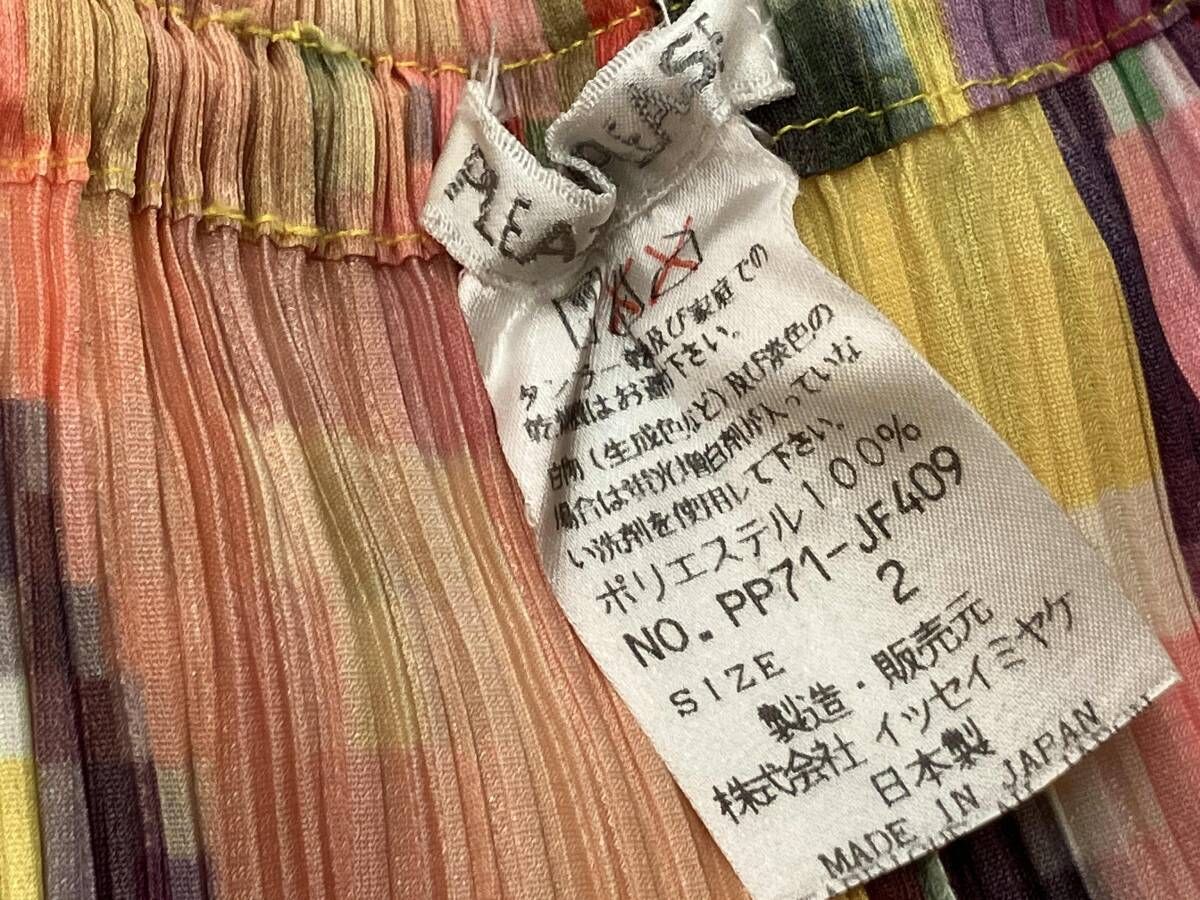 PLEA
PLEASE
タンブラー乾燥及び家庭での
乾燥はお避け下さい。
白物(生成色など)及び淡色の
場合は蛍光増白剤が入っていな
い洗剤を使用して下さい。
ポリエステル100%
NO. PP71-JF409
SIZE 2
製造・販売元
株式会社 イッセイミヤケ
日本製
MADE IN JAPAN